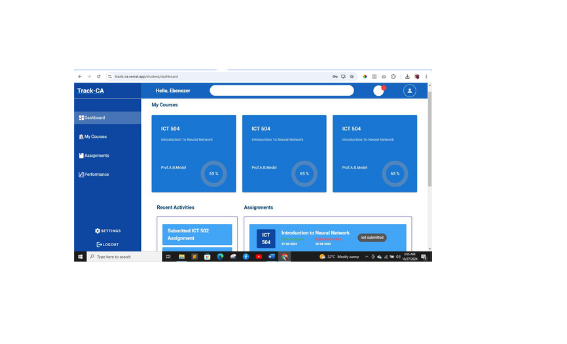 track-ca.vercel.app/student/dashboard
Track-CA
Hello, Ebenezer
My Courses
Dashboard
My Courses
Assignments
Performance
SETTINGS
LOGOUT
ICT 504
Introduction to Neural Network
Prof.A.B.Mendel
65 %
ICT 504
Introduction to Neural Network
Prof.A.B.Mendel
65 %
ICT 504
Introduction to Neural Network
Prof.A.B.Mendel
65 %
Recent Activities
Submitted ICT 502
Assignment
Assignments
ICT
504
Introduction to Neural Network
not submitted
Type here to search
32°C Mostly sunny